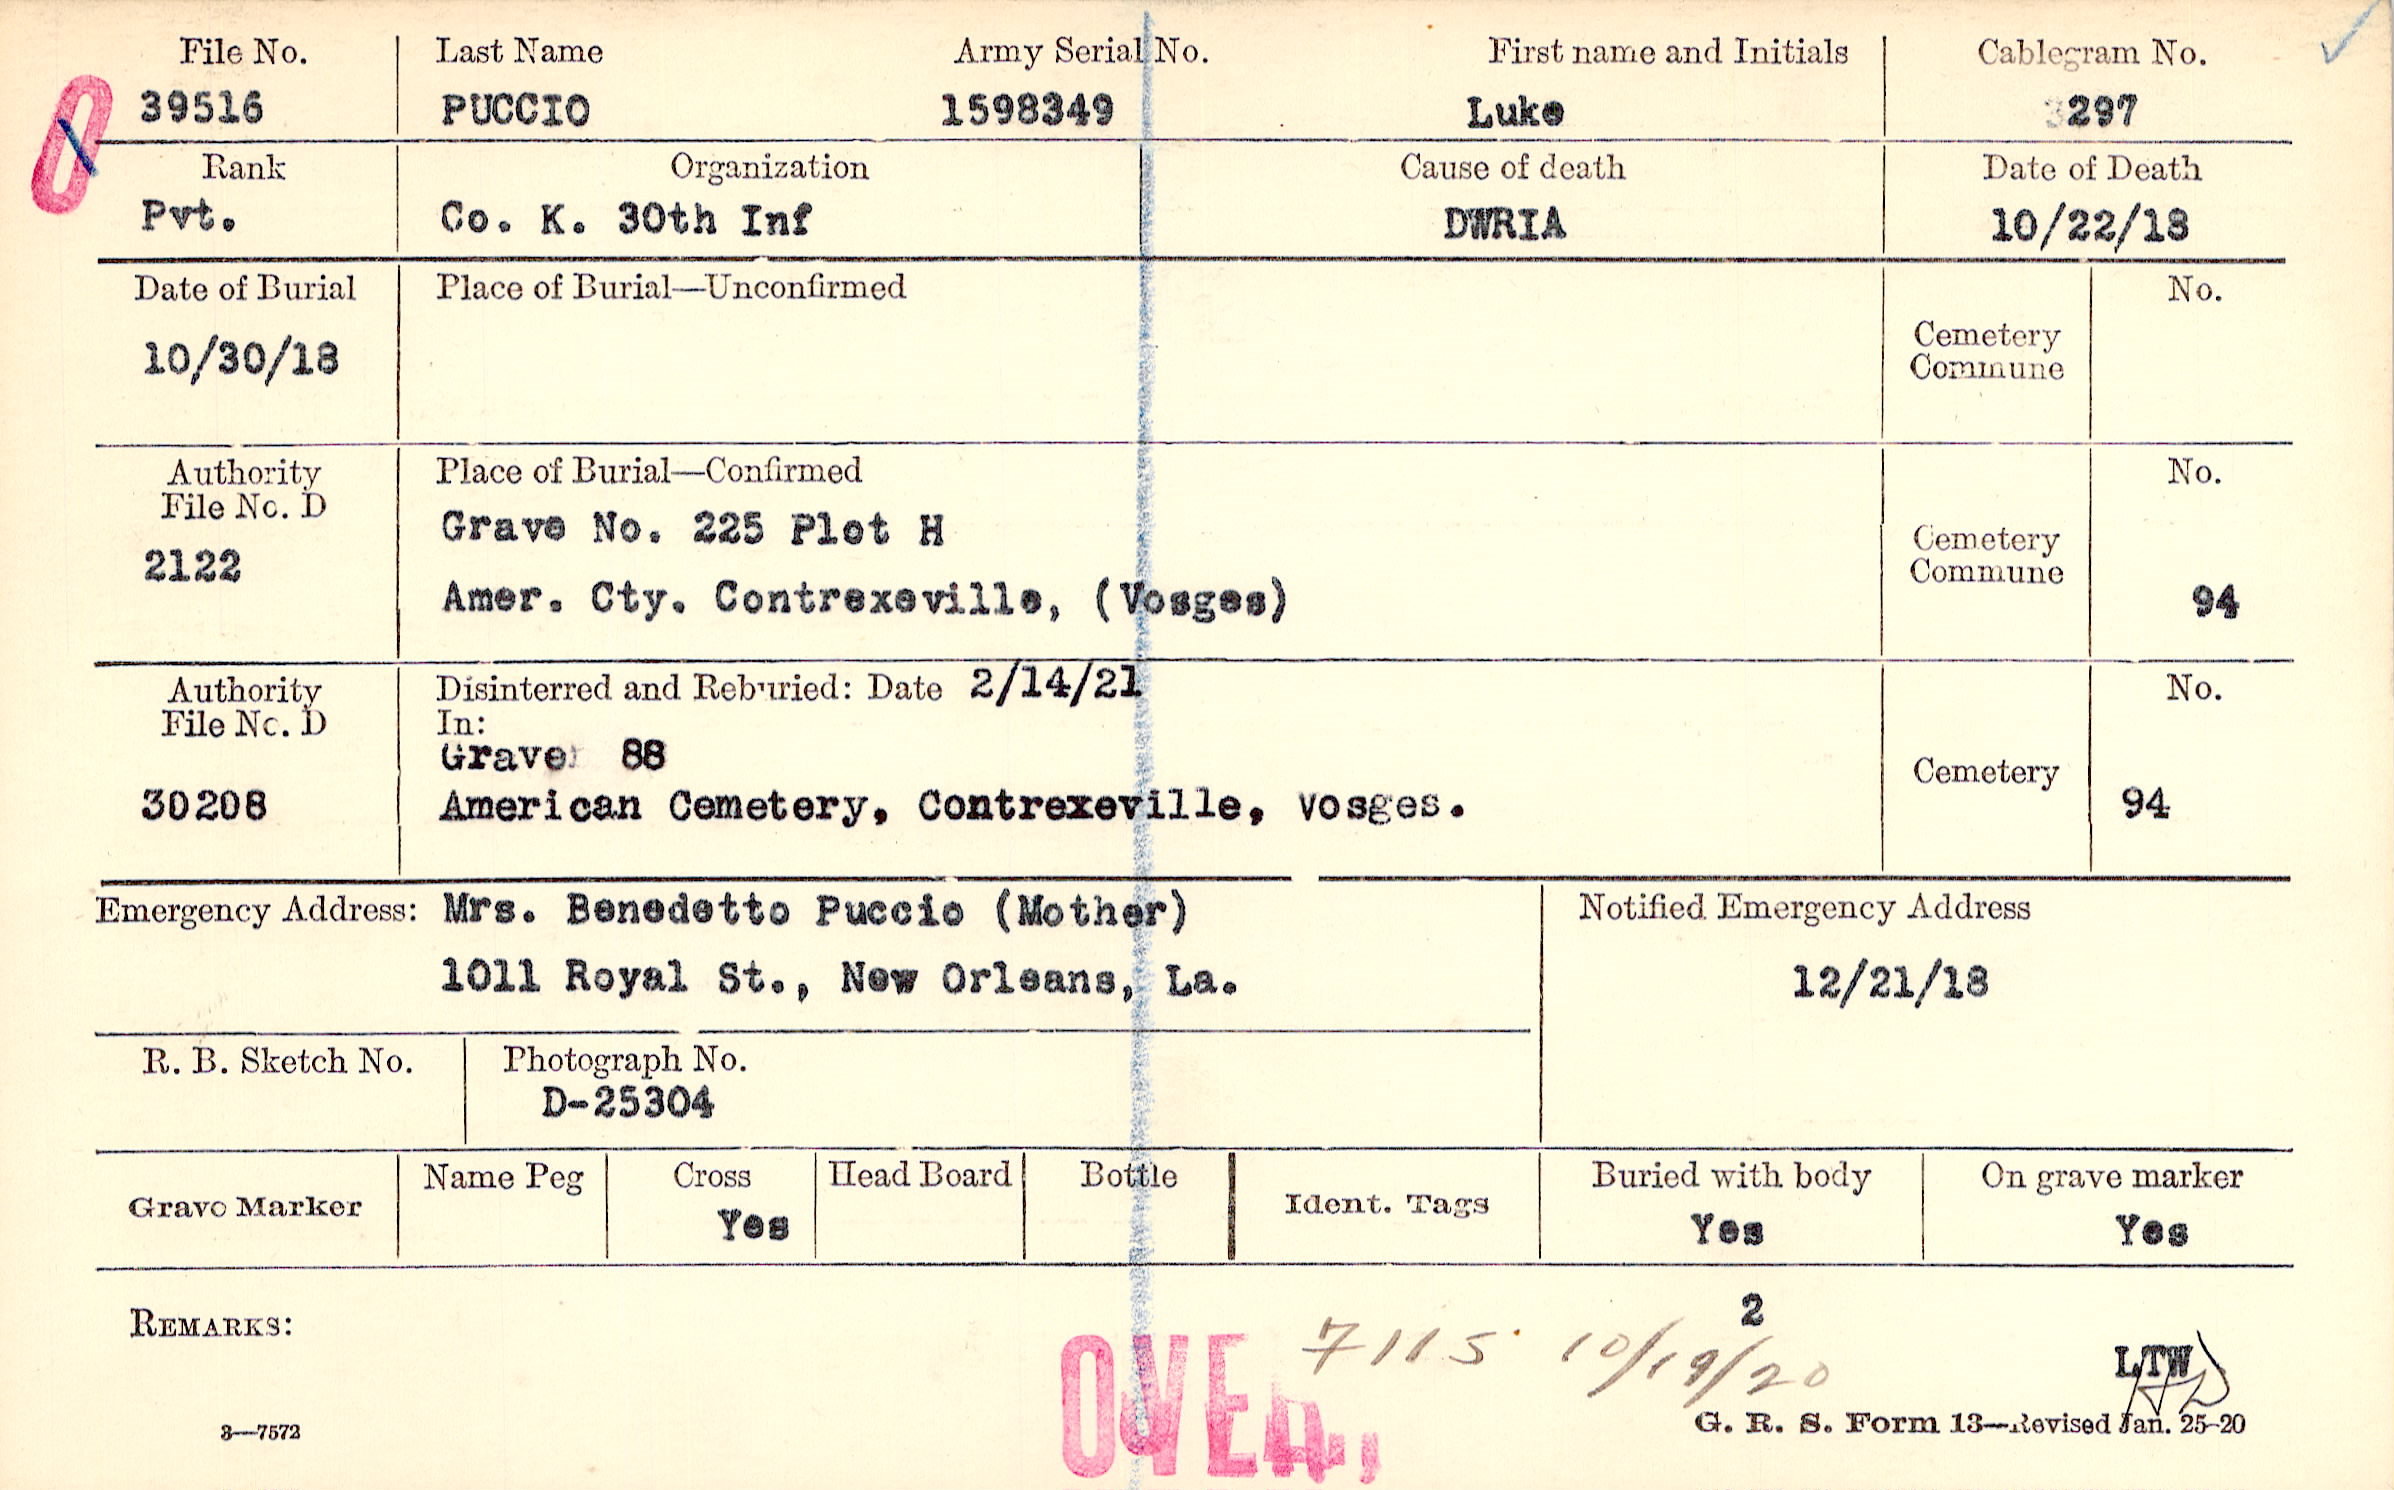 File No. Last Name Army Serial No. First name and Initials Cablegram No.
39516 PUCCIO 1598349 Luke 297
Rank Organization Cause of death Date of Death
Pvt. Co. K. 30th Inf DWRIA 10/22/18
Date of Burial Place of Burial—Unconfirmed No.
10/30/18 Cemetery
Commune
Authority Place of Burial—Confirmed No.
File No. D
2122 Grave No. 225 Plot H
Cemetery
Commune
Amer. Cty. Contrexeville, (Vosges) 94
Authority Disinterred and Reburied: Date 2/14/21 No.
File No. D In:
Grave 88
Cemetery
30208 American Cemetery, Contrexeville, Vosges. 94
Emergency Address: Mrs. Benedetto Puccio (Mother) Notified Emergency Address
1011 Royal St., New Orleans, La. 12/21/18
R. B. Sketch No. Photograph No.
D-25304
Grave Marker Name Peg Cross Head Board Bottle Ident. Tags Buried with body On grave marker
Yes Yes Yes
2
REMARKS: 7115 10/19/20
LTW
OVER,
3—7572 G. R. S. Form 13—Revised Jan. 25-20